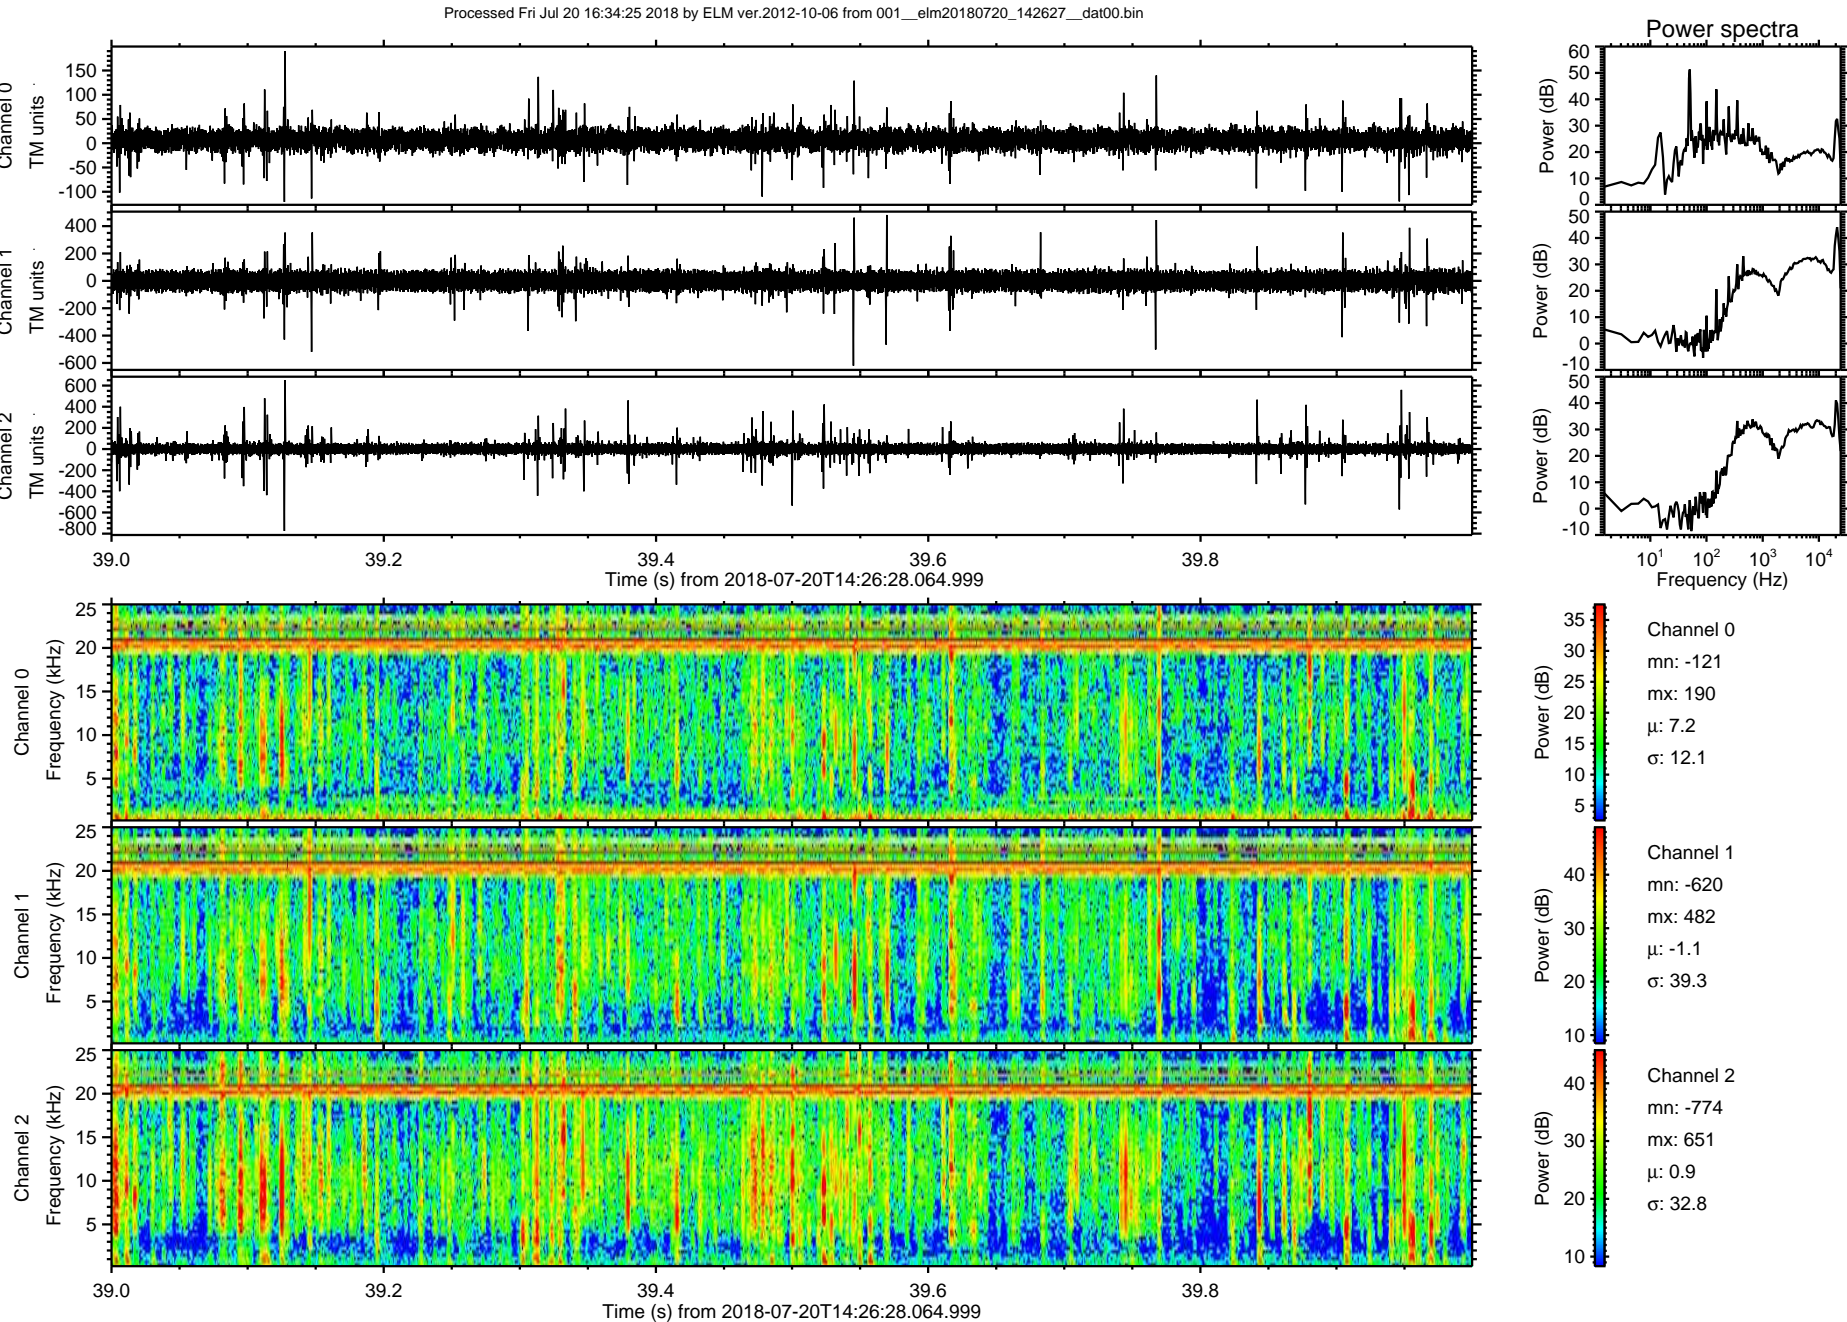 Processed Fri Jul 20 16:34:25 2018 by ELM ver.2012-10-06 from 001__elm20180720_142627__dat00.bin
Power spectra
Channel 0
TM units
150
100
50
0
-50
-100
Power (dB)
60
50
40
30
20
10
0
Channel 1
TM units
400
200
0
-200
-400
-600
Power (dB)
50
40
30
20
10
0
-10
Channel 2
TM units
600
400
200
0
-200
-400
-600
-800
Power (dB)
50
40
30
20
10
0
-10
39.0 39.2 39.4 39.6 39.8
Time (s) from 2018-07-20T14:26:28.064.999
10¹ 10² 10³ 10⁴
Frequency (Hz)
Channel 0
Frequency (kHz)
25
20
15
10
5
Power (dB)
35
30
25
20
15
10
5
Channel 0
mn: -121
mx: 190
μ: 7.2
σ: 12.1
Channel 1
Frequency (kHz)
25
20
15
10
5
Power (dB)
40
30
20
10
Channel 1
mn: -620
mx: 482
μ: -1.1
σ: 39.3
Channel 2
Frequency (kHz)
25
20
15
10
5
Power (dB)
40
30
20
10
Channel 2
mn: -774
mx: 651
μ: 0.9
σ: 32.8
39.0 39.2 39.4 39.6 39.8
Time (s) from 2018-07-20T14:26:28.064.999